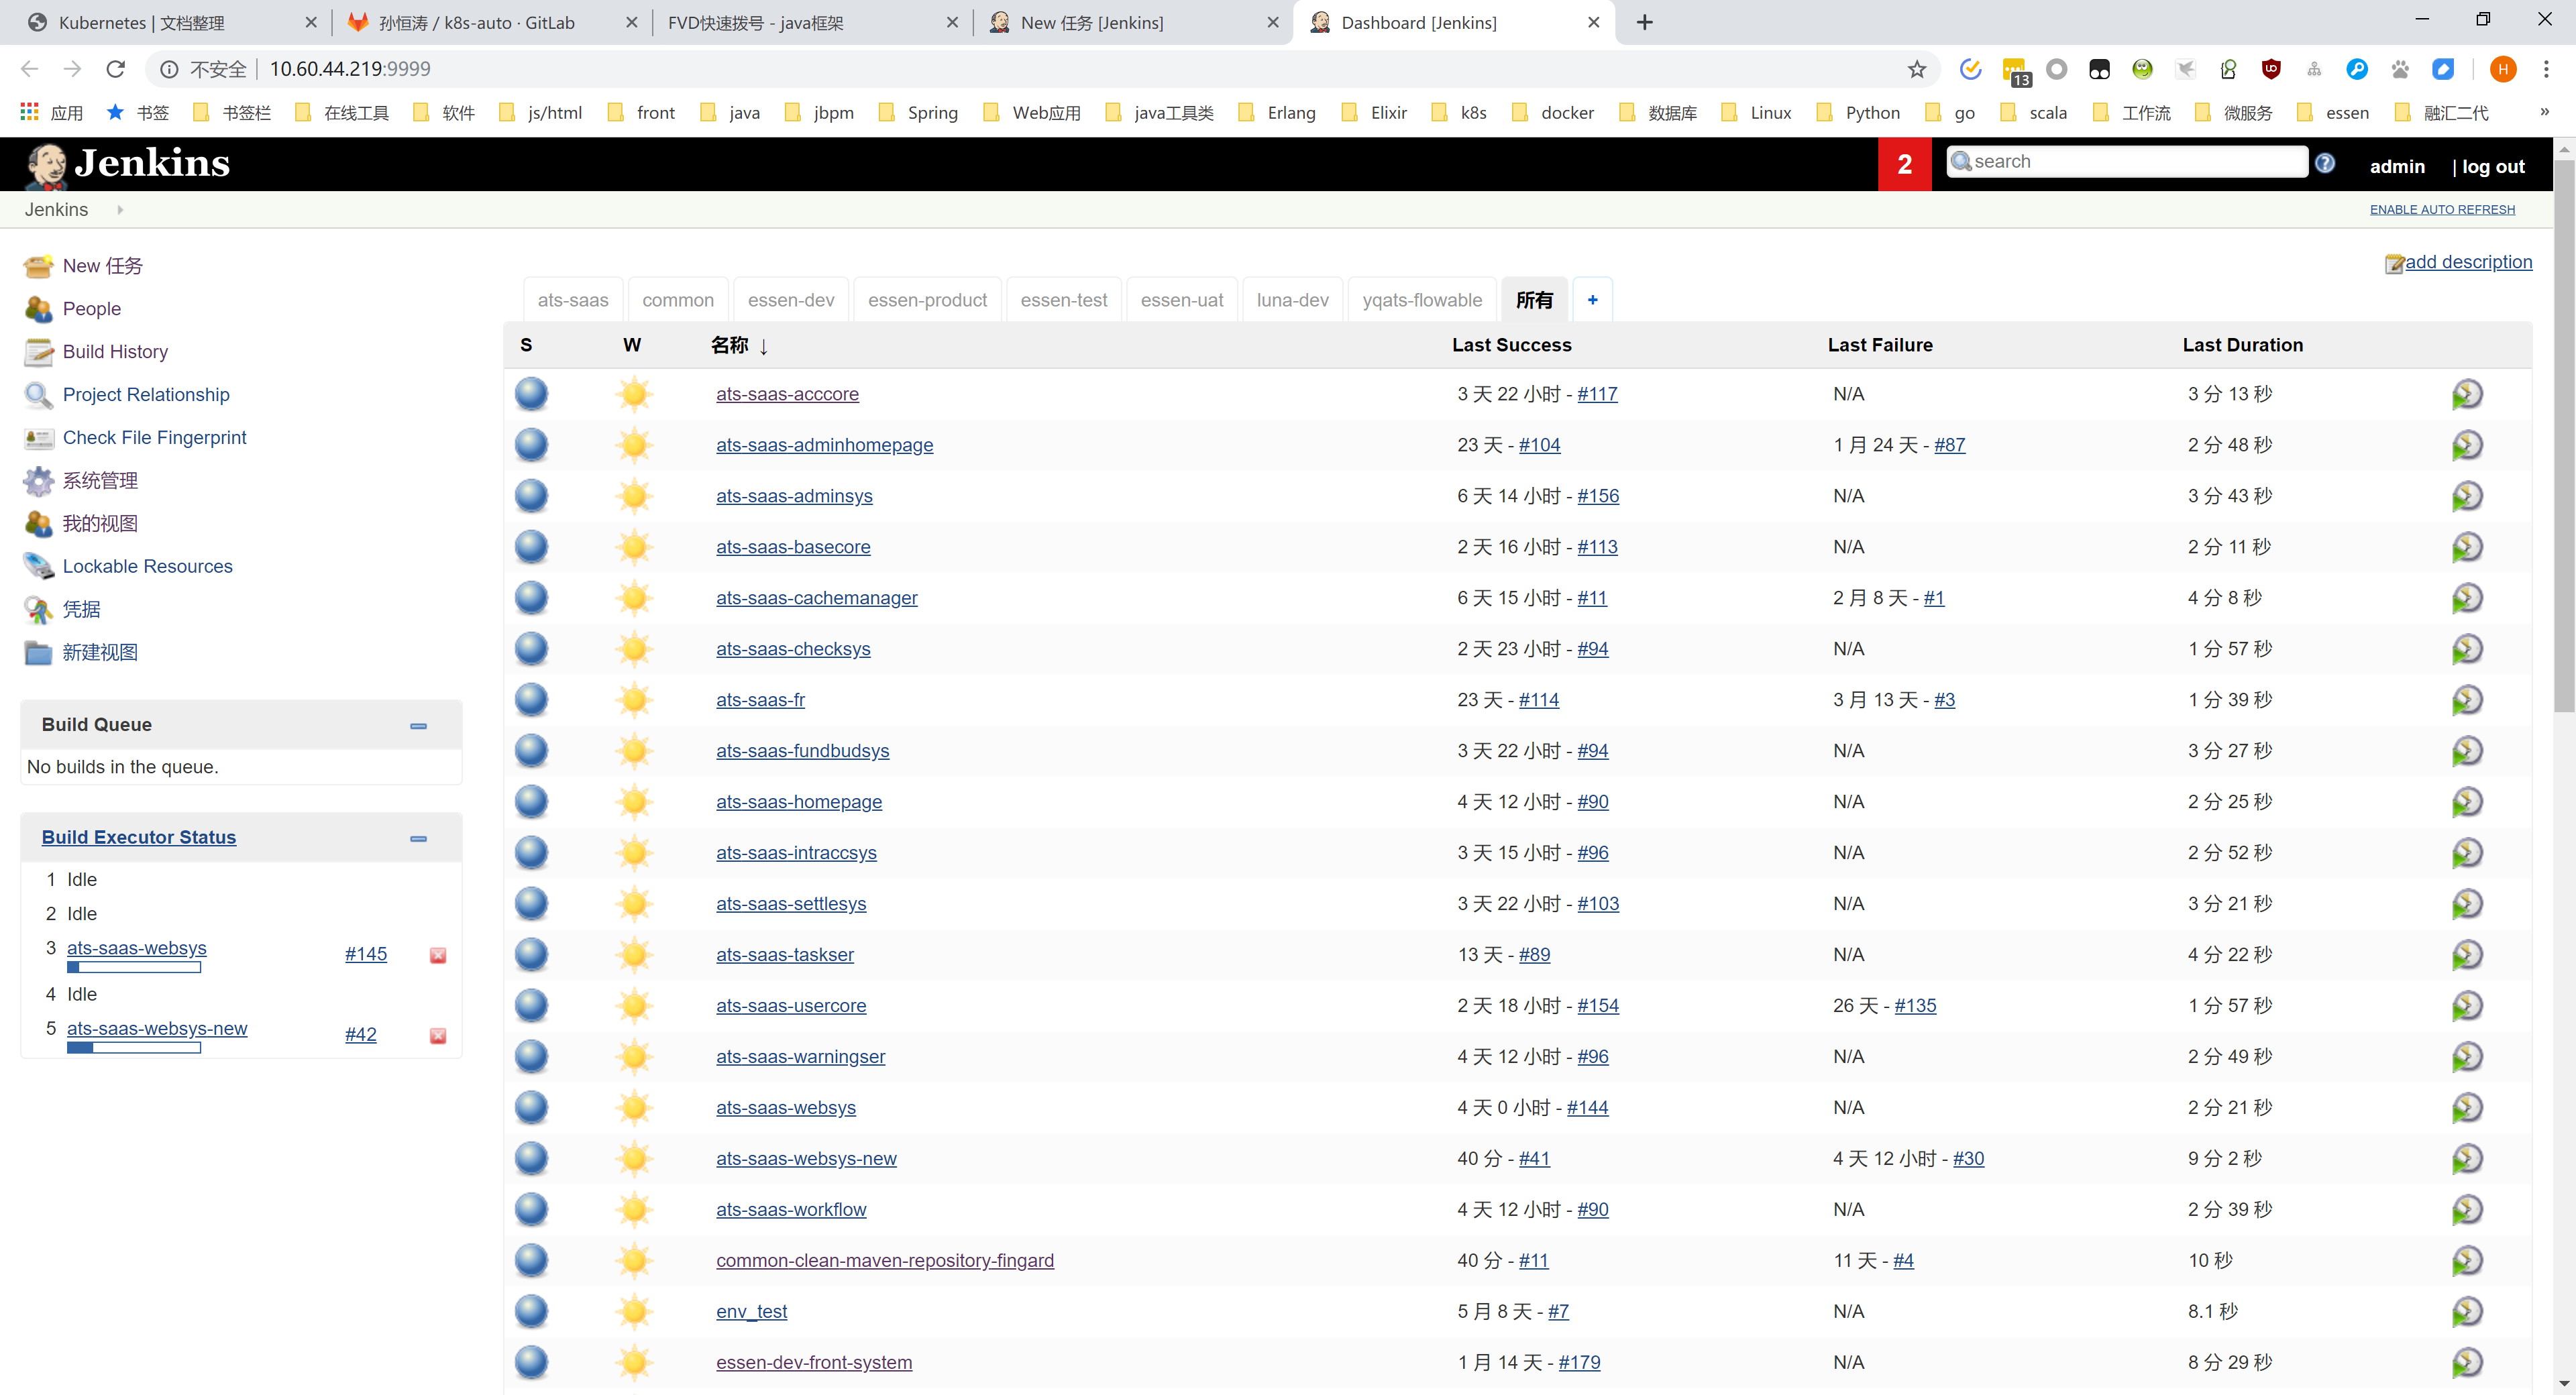 Kubernetes | 文档整理
孙恒涛 / k8s-auto · GitLab
FVD快速拨号 - java框架
New 任务 [Jenkins]
Dashboard [Jenkins]
不安全 | 10.60.44.219:9999
13
H
应用 书签 书签栏 在线工具 软件 js/html front java jbpm Spring Web应用 java工具类 Erlang Elixir k8s docker 数据库 Linux Python go scala 工作流 微服务 essen 融汇二代 »
Jenkins
2
search
admin
| log out
Jenkins
ENABLE AUTO REFRESH
New 任务
People
Build History
Project Relationship
Check File Fingerprint
系统管理
我的视图
Lockable Resources
凭据
新建视图
Build Queue
No builds in the queue.
Build Executor Status
1 Idle
2 Idle
3 ats-saas-websys #145
4 Idle
5 ats-saas-websys-new #42
add description
ats-saas common essen-dev essen-product essen-test essen-uat luna-dev yqats-flowable 所有 +
S W 名称 ↓ Last Success Last Failure Last Duration
ats-saas-acccore 3 天 22 小时 - #117 N/A 3 分 13 秒
ats-saas-adminhomepage 23 天 - #104 1 月 24 天 - #87 2 分 48 秒
ats-saas-adminsys 6 天 14 小时 - #156 N/A 3 分 43 秒
ats-saas-basecore 2 天 16 小时 - #113 N/A 2 分 11 秒
ats-saas-cachemanager 6 天 15 小时 - #11 2 月 8 天 - #1 4 分 8 秒
ats-saas-checksys 2 天 23 小时 - #94 N/A 1 分 57 秒
ats-saas-fr 23 天 - #114 3 月 13 天 - #3 1 分 39 秒
ats-saas-fundbudsys 3 天 22 小时 - #94 N/A 3 分 27 秒
ats-saas-homepage 4 天 12 小时 - #90 N/A 2 分 25 秒
ats-saas-intraccsys 3 天 15 小时 - #96 N/A 2 分 52 秒
ats-saas-settlesys 3 天 22 小时 - #103 N/A 3 分 21 秒
ats-saas-taskser 13 天 - #89 N/A 4 分 22 秒
ats-saas-usercore 2 天 18 小时 - #154 26 天 - #135 1 分 57 秒
ats-saas-warningser 4 天 12 小时 - #96 N/A 2 分 49 秒
ats-saas-websys 4 天 0 小时 - #144 N/A 2 分 21 秒
ats-saas-websys-new 40 分 - #41 4 天 12 小时 - #30 9 分 2 秒
ats-saas-workflow 4 天 12 小时 - #90 N/A 2 分 39 秒
common-clean-maven-repository-fingard 40 分 - #11 11 天 - #4 10 秒
env_test 5 月 8 天 - #7 N/A 8.1 秒
essen-dev-front-system 1 月 14 天 - #179 N/A 8 分 29 秒